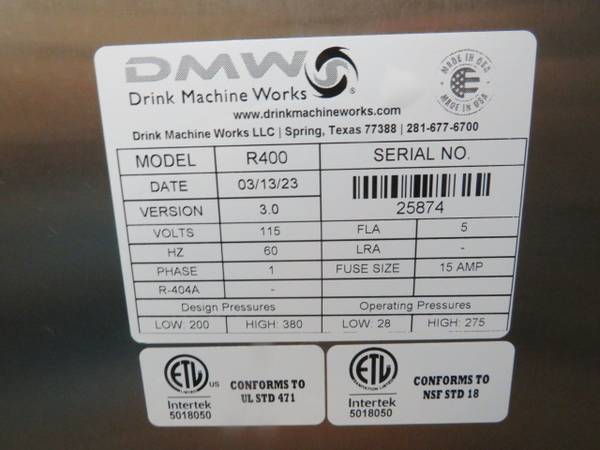 DMW
Drink Machine Works ®
MADE IN USA
MADE IN USA
www.drinkmachineworks.com
Drink Machine Works LLC | Spring, Texas 77388 | 281-677-6700
MODEL R400 SERIAL NO.
DATE 03/13/23
VERSION 3.0 25874
VOLTS 115 FLA 5
HZ 60 LRA -
PHASE 1 FUSE SIZE 15 AMP
R-404A -
Design Pressures Operating Pressures
LOW: 200 HIGH: 380 LOW: 28 HIGH: 275
ETL US
Intertek
5018050
CONFORMS TO
UL STD 471
ETL
Intertek
5018050
CONFORMS TO
NSF STD 18